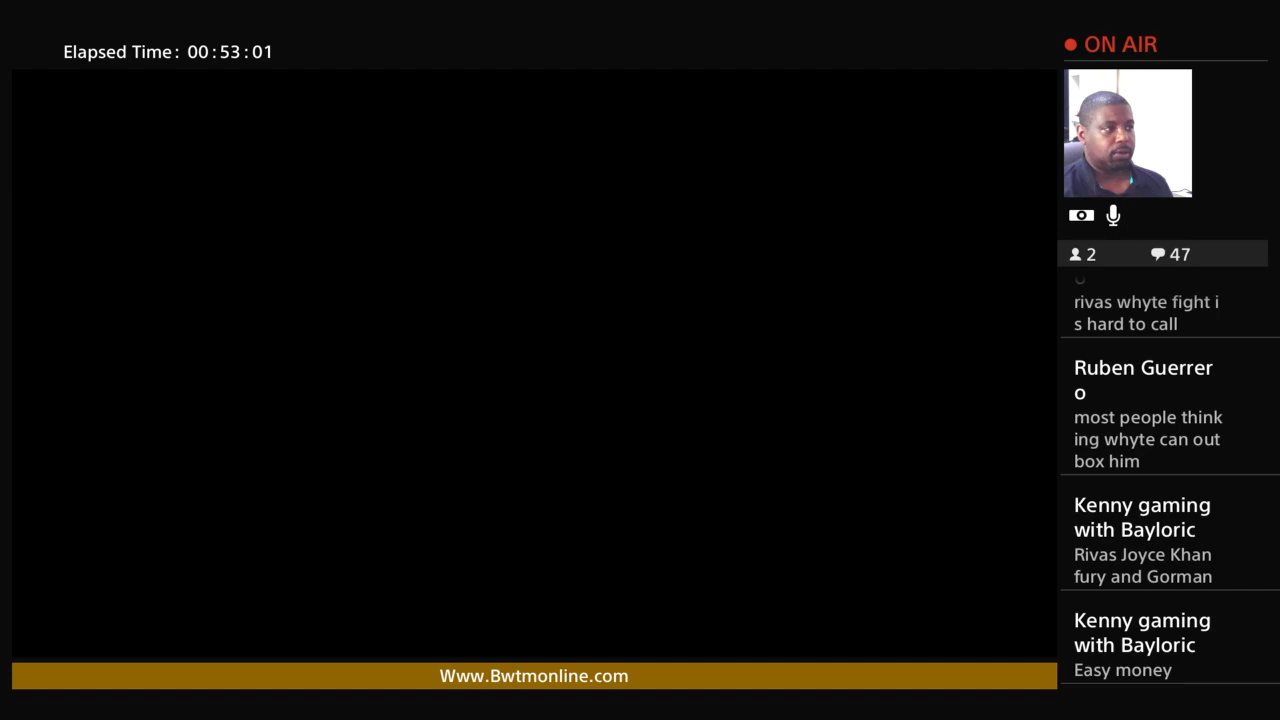 Elapsed Time: 00:53:01
ON AIR
2 47
rivas whyte fight i
s hard to call
Ruben Guerrer
o
most people think
ing whyte can out
box him
Kenny gaming
with Bayloric
Rivas Joyce Khan
fury and Gorman
Kenny gaming
with Bayloric
Easy money
Www.Bwtmonline.com